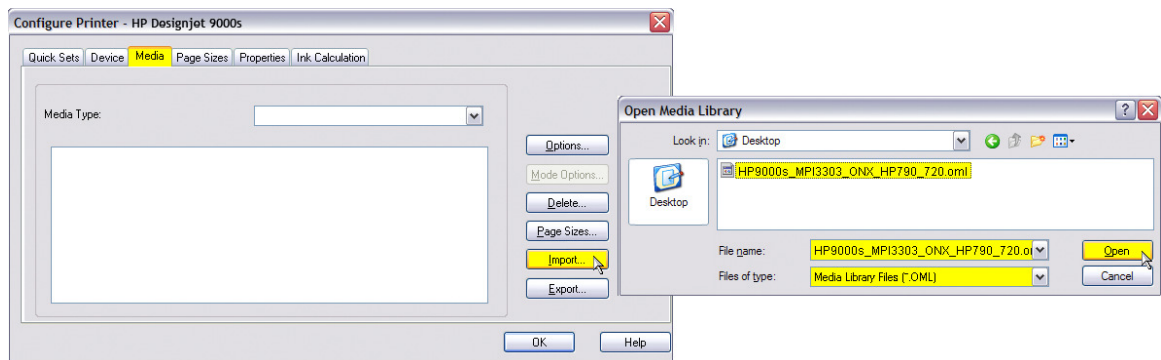 Configure Printer - HP Designjet 9000s
Quick Sets Device Media Page Sizes Properties Ink Calculation
Media Type:
Options...
Mode Options...
Delete...
Page Sizes...
Import...
Export...
OK Help
Open Media Library
Look in: Desktop
HP9000s_MPI3303_ONX_HP790_720.oml
Desktop
File name: HP9000s_MPI3303_ONX_HP790_720.oi Open
Files of type: Media Library Files (*.OML) Cancel